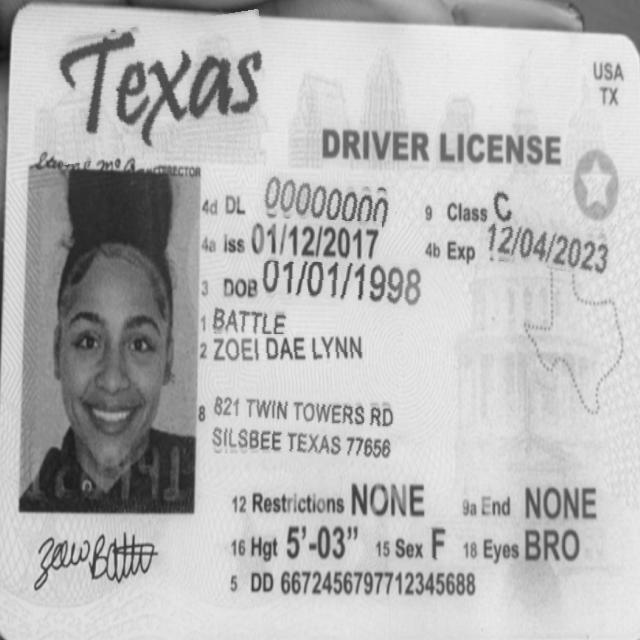 Texas
USA
TX
DRIVER LICENSE
DIRECTOR
4d DL 00000000 9 Class C
4a Iss 01/12/2017 4b Exp 12/04/2023
3 DOB 01/01/1998
1 BATTLE
2 ZOEI DAE LYNN
8 821 TWIN TOWERS RD
SILSBEE TEXAS 77656
12 Restrictions NONE 9a End NONE
16 Hgt 5'-03" 15 Sex F 18 Eyes BRO
5 DD 6672456797712345688